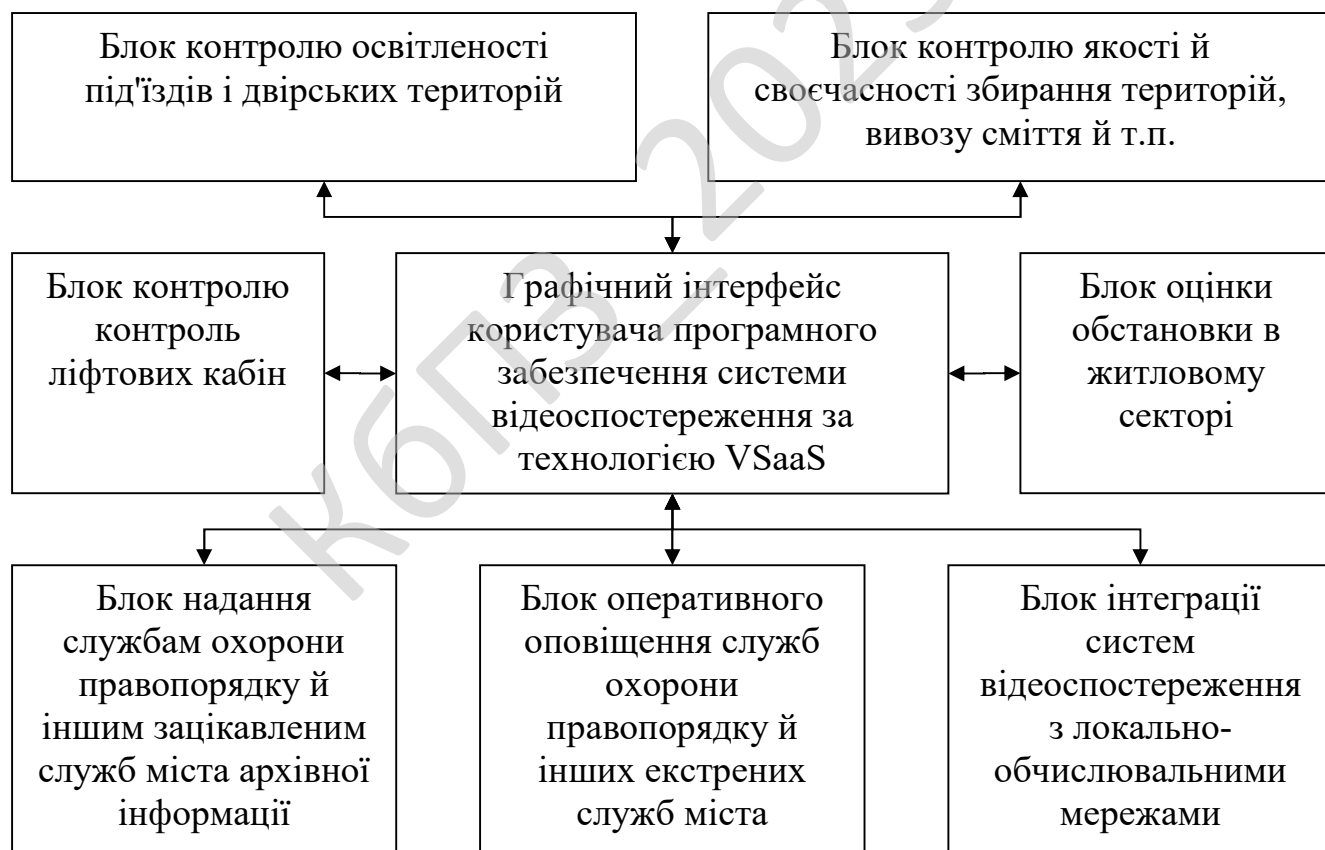 Блок контролю освітленості
під'їздів і двірських територій
Блок контролю якості й
своєчасності збирання територій,
вивозу сміття й т.п.
Блок контролю
контроль
ліфтових кабін
Графічний інтерфейс
користувача програмного
забезпечення системи
відеоспостереження за
технологією VSaaS
Блок оцінки
обстановки в
житловому
секторі
Блок надання
службам охорони
правопорядку й
іншим зацікавленим
служб міста архівної
інформації
Блок оперативного
оповіщення служб
охорони
правопорядку й
інших екстрених
служб міста
Блок інтеграції
систем
відеоспостереження
з локально-
обчислювальними
мережами